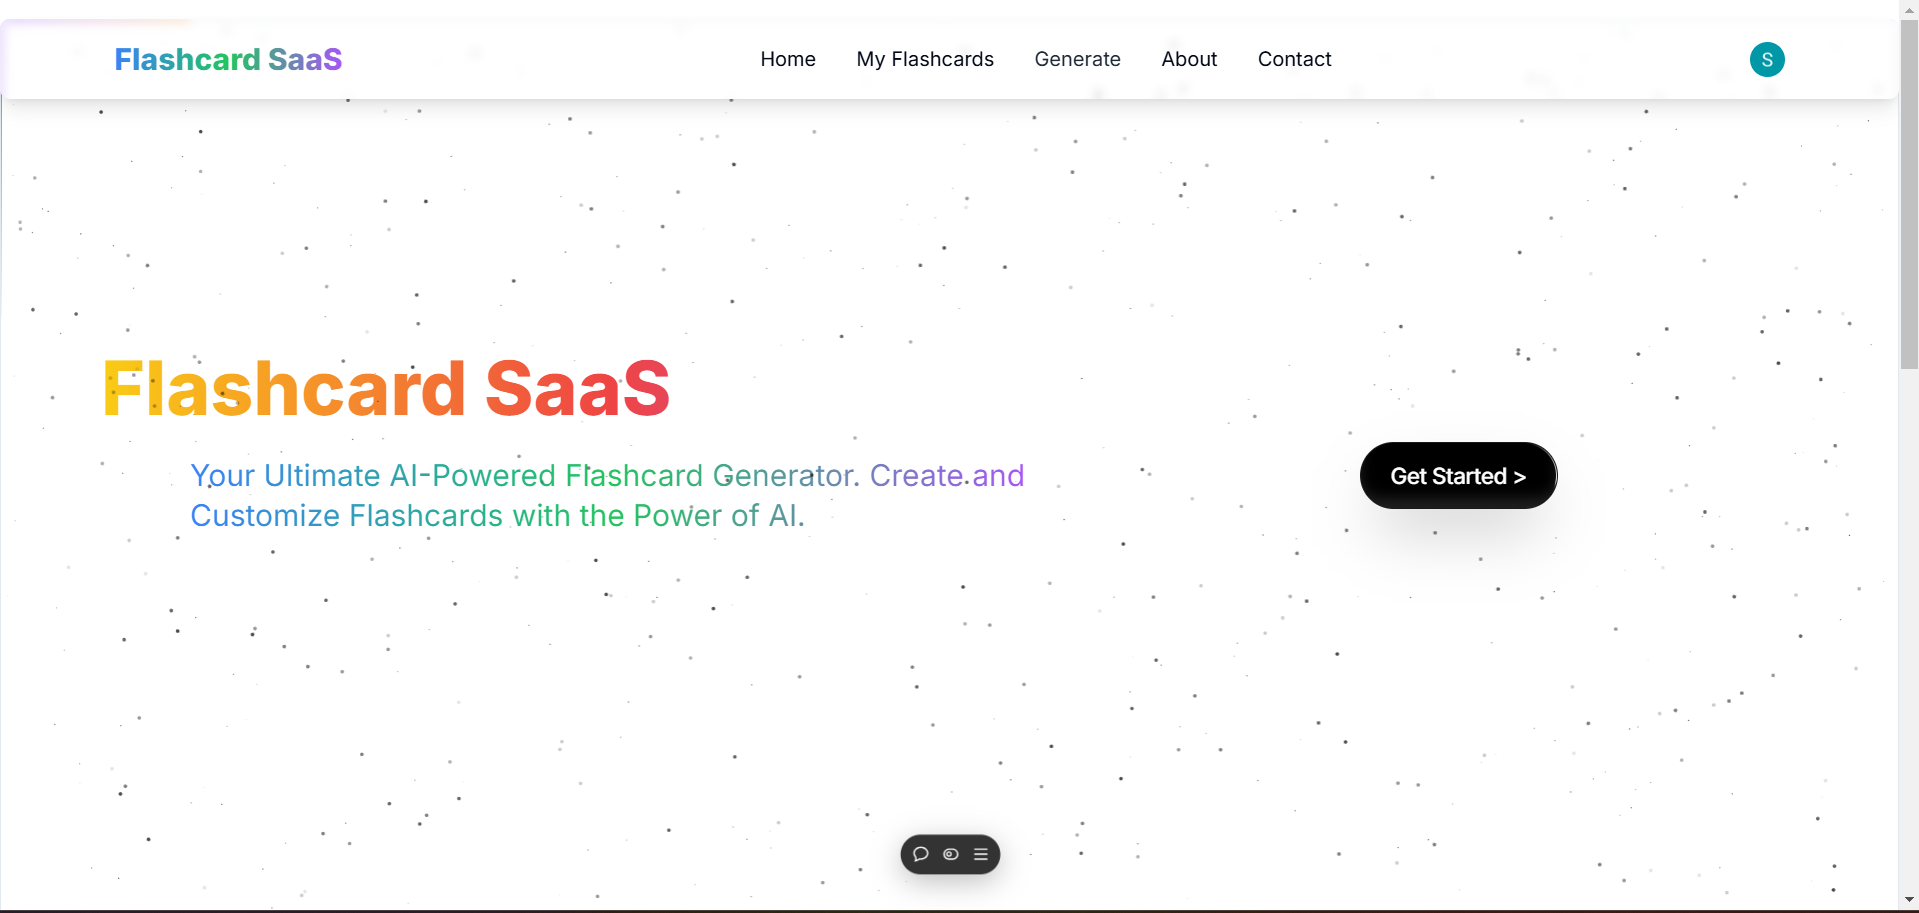 Flashcard SaaS
Home My Flashcards Generate About Contact
S
Flashcard SaaS
Your Ultimate AI-Powered Flashcard Generator. Create and
Customize Flashcards with the Power of AI.
Get Started >